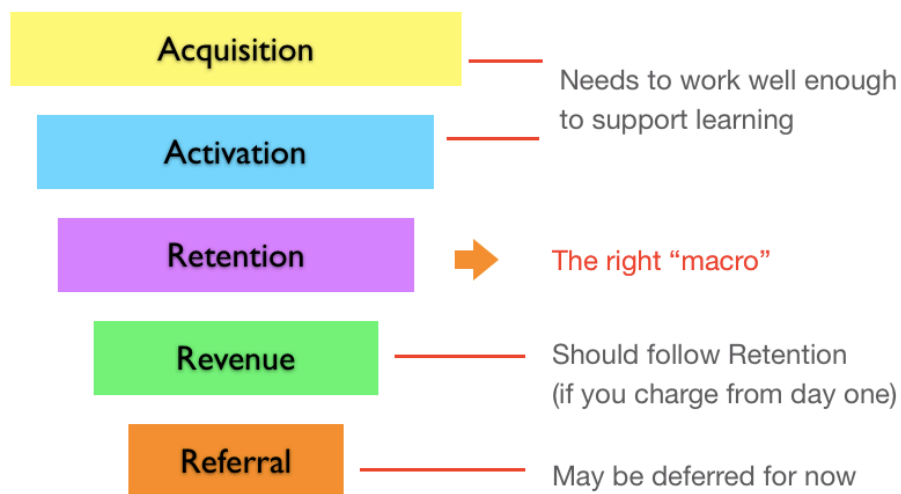 Acquisition
Needs to work well enough
to support learning
Activation
Retention
The right “macro”
Revenue
Should follow Retention
(if you charge from day one)
Referral
May be deferred for now